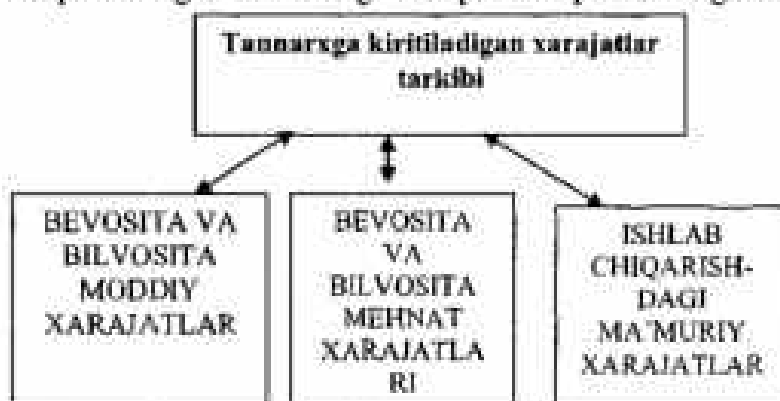 Tannarxga kiritiladigan xarajatlar
tarkibi
BEVOSITA VA
BILVOSITA
MODDIY
XARAJATLAR
BEVOSITA
VA
BILVOSITA
MEHNAT
XARAJATLA
RI
ISHLAB
CHIQARISH-
DAGI
MA'MURIY
XARAJATLAR